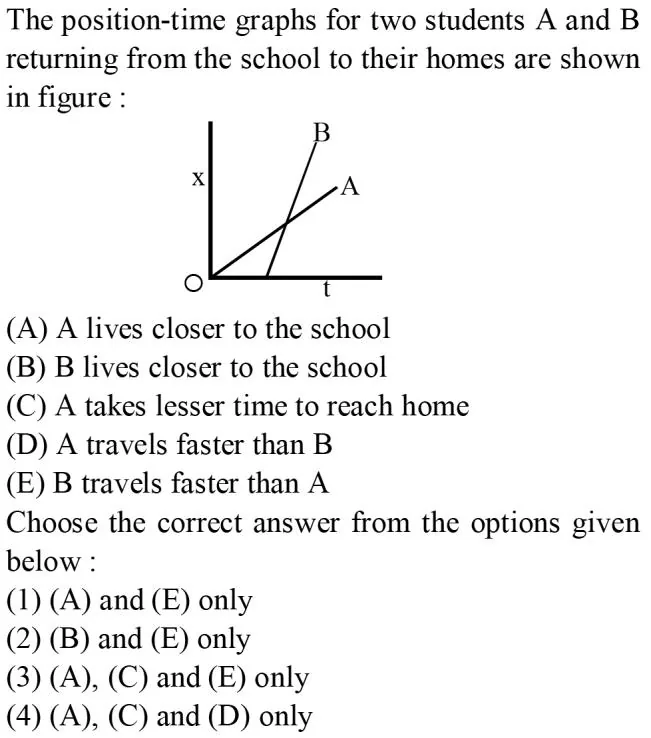 The position-time graphs for two students A and B
returning from the school to their homes are shown
in figure :
B
x
A
O
t
(A) A lives closer to the school
(B) B lives closer to the school
(C) A takes lesser time to reach home
(D) A travels faster than B
(E) B travels faster than A
Choose the correct answer from the options given
below :
(1) (A) and (E) only
(2) (B) and (E) only
(3) (A), (C) and (E) only
(4) (A), (C) and (D) only